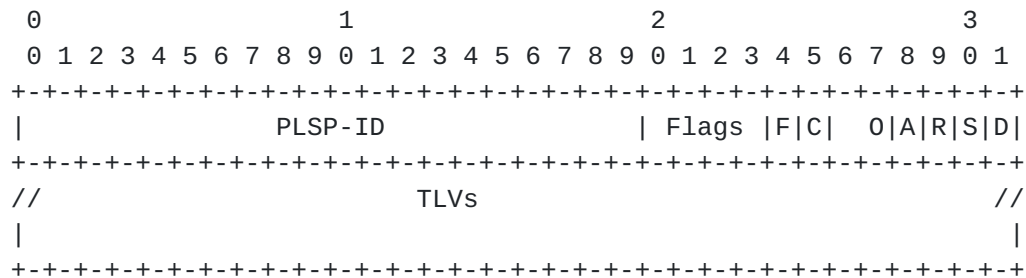 0                   1                   2                   3
 0 1 2 3 4 5 6 7 8 9 0 1 2 3 4 5 6 7 8 9 0 1 2 3 4 5 6 7 8 9 0 1
+-+-+-+-+-+-+-+-+-+-+-+-+-+-+-+-+-+-+-+-+-+-+-+-+-+-+-+-+-+-+-+-+
|                PLSP-ID                | Flags |F|C|  O|A|R|S|D|
+-+-+-+-+-+-+-+-+-+-+-+-+-+-+-+-+-+-+-+-+-+-+-+-+-+-+-+-+-+-+-+-+
//                        TLVs                                 //
|                                                               |
+-+-+-+-+-+-+-+-+-+-+-+-+-+-+-+-+-+-+-+-+-+-+-+-+-+-+-+-+-+-+-+-+